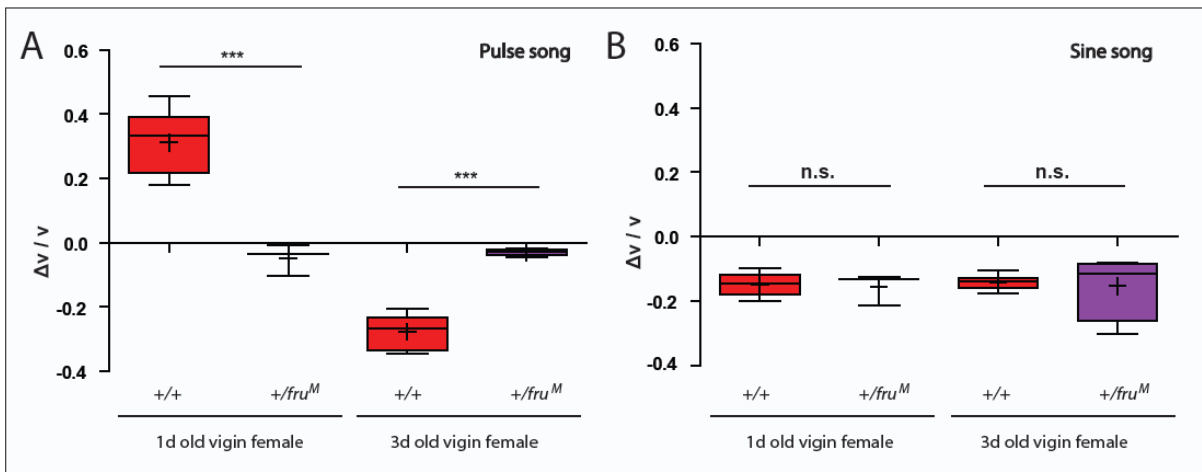 A
Pulse song
0.6
0.4
0.2
0.0
-0.2
-0.4
Δv / v
***
***
+/+
+/fruᴹ
+/+
+/fruᴹ
1d old vigin female
3d old vigin female
B
Sine song
0.6
0.4
0.2
0.0
-0.2
-0.4
Δv / v
n.s.
n.s.
+/+
+/fruᴹ
+/+
+/fruᴹ
1d old vigin female
3d old vigin female